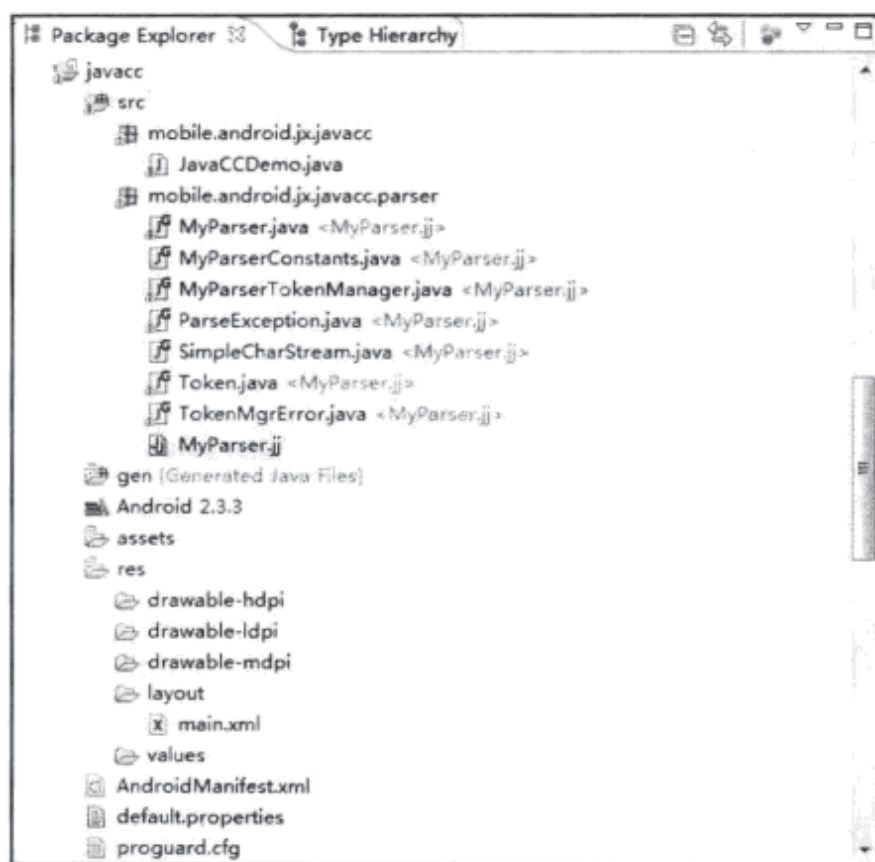 Package Explorer Type Hierarchy
javacc
src
mobile.android.jx.javacc
JavaCCDemo.java
mobile.android.jx.javacc.parser
MyParser.java <MyParser.jj>
MyParserConstants.java <MyParser.jj>
MyParserTokenManager.java <MyParser.jj>
ParseException.java <MyParser.jj>
SimpleCharStream.java <MyParser.jj>
Token.java <MyParser.jj>
TokenMgrError.java <MyParser.jj>
MyParser.jj
gen [Generated Java Files]
Android 2.3.3
assets
res
drawable-hdpi
drawable-ldpi
drawable-mdpi
layout
main.xml
values
AndroidManifest.xml
default.properties
proguard.cfg